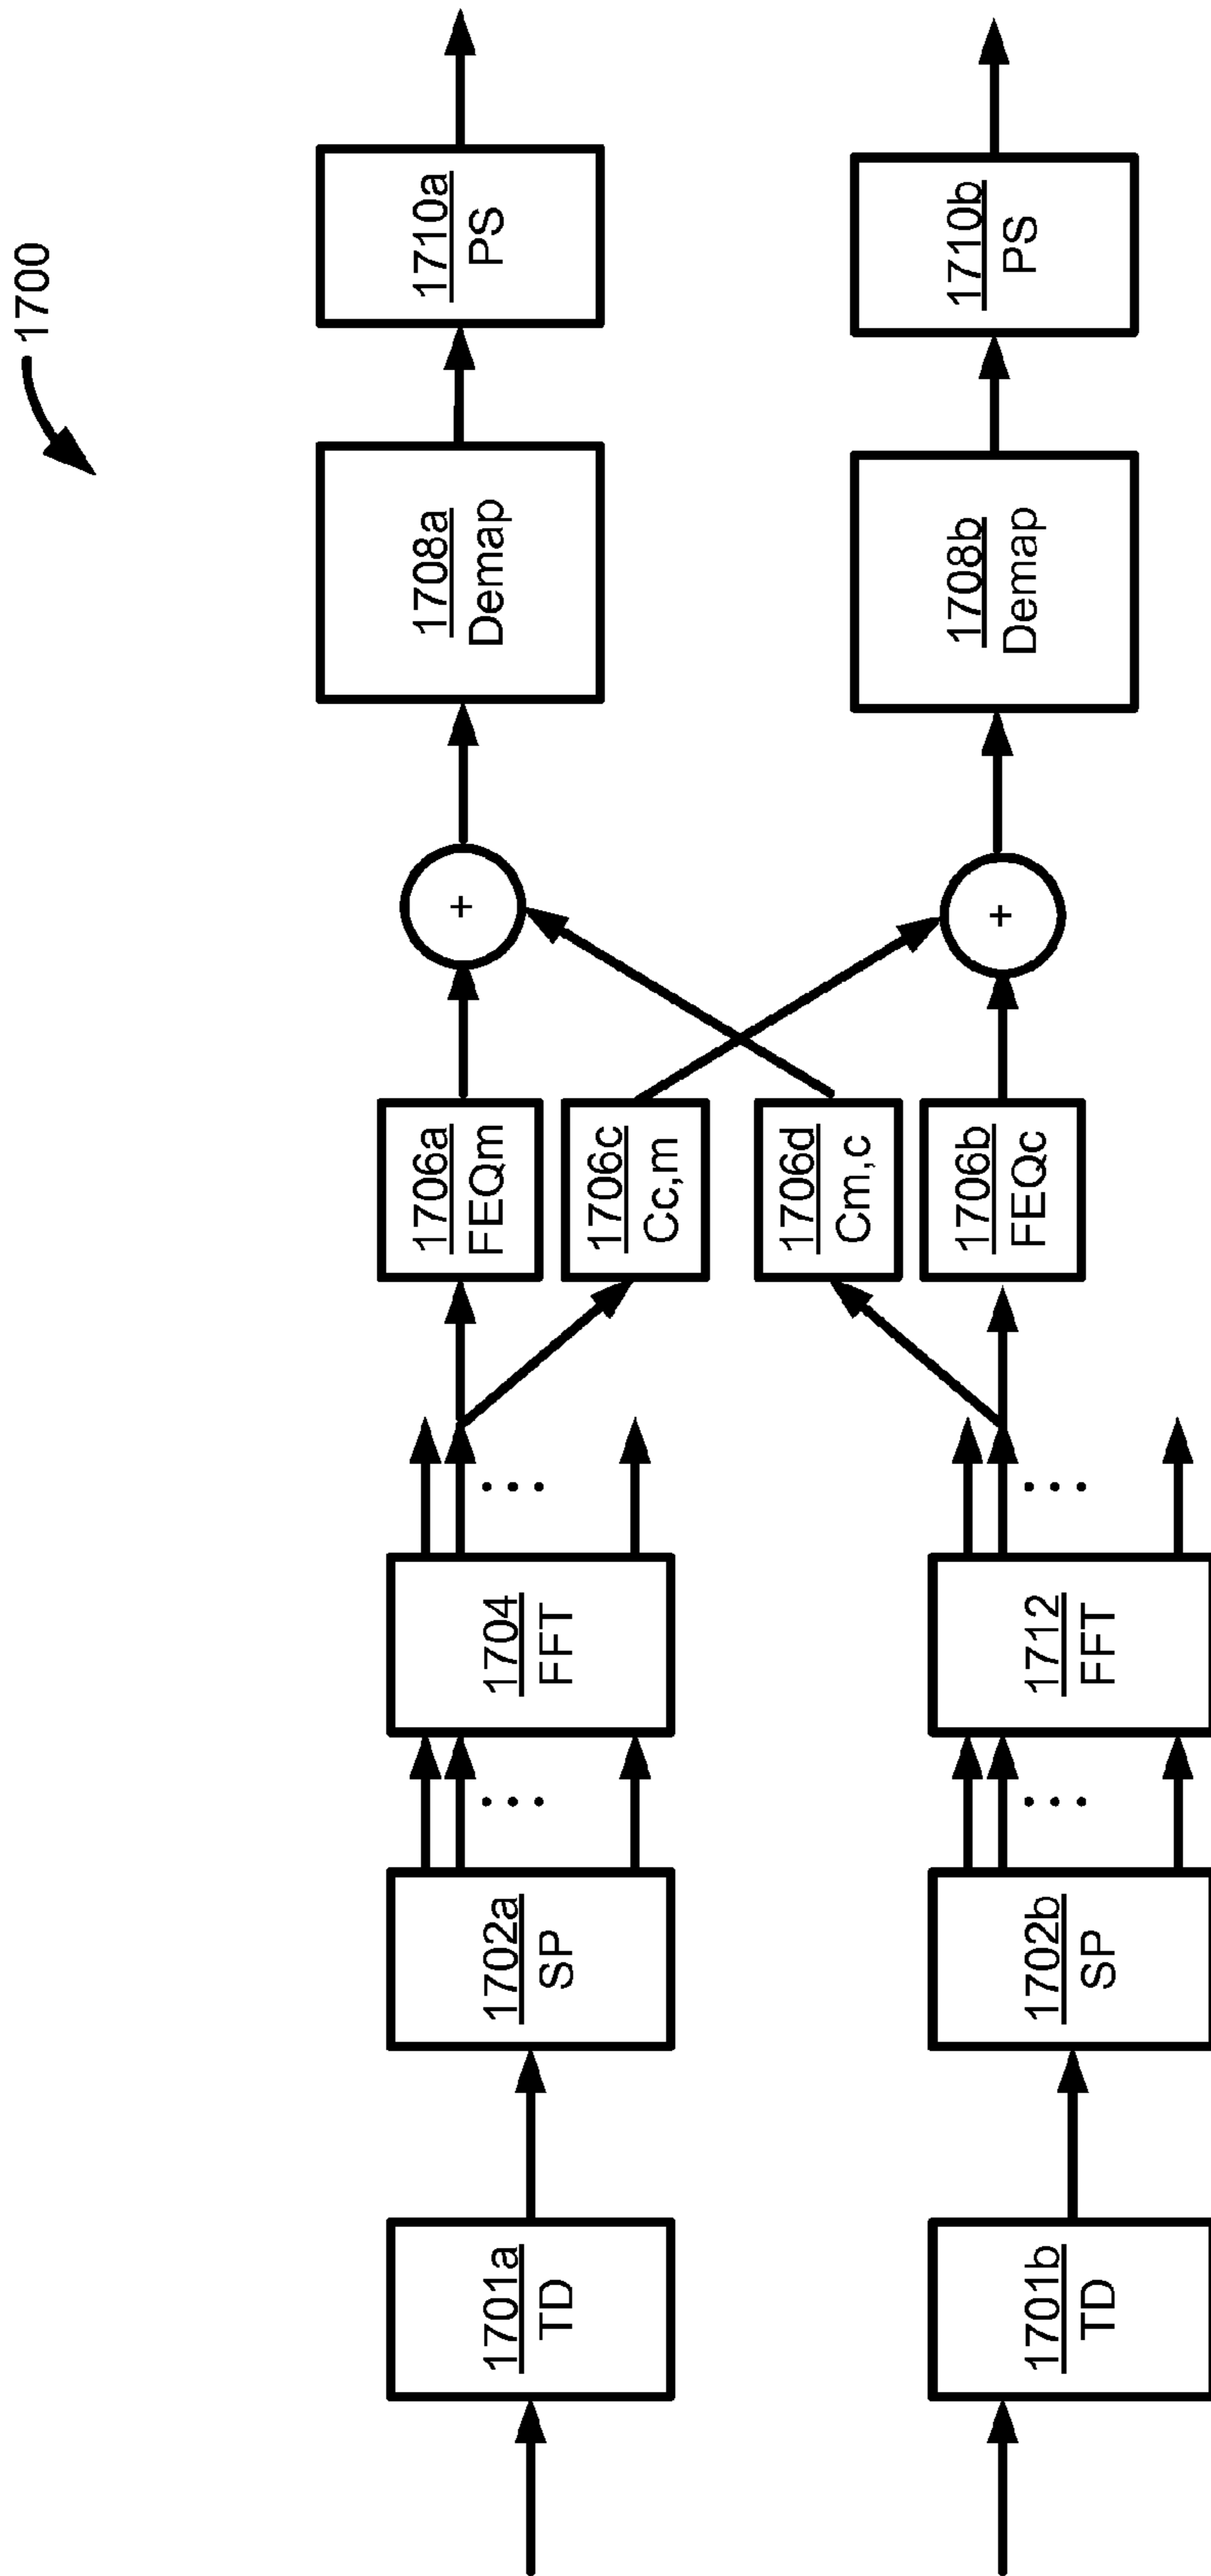 1700
1701a
TD
1702a
SP
...
1704
FFT
...
1706a
FEQm
1706c
Cc,m
+
1708a
Demap
1710a
PS
1701b
TD
1702b
SP
...
1712
FFT
...
1706d
Cm,c
1706b
FEQc
+
1708b
Demap
1710b
PS